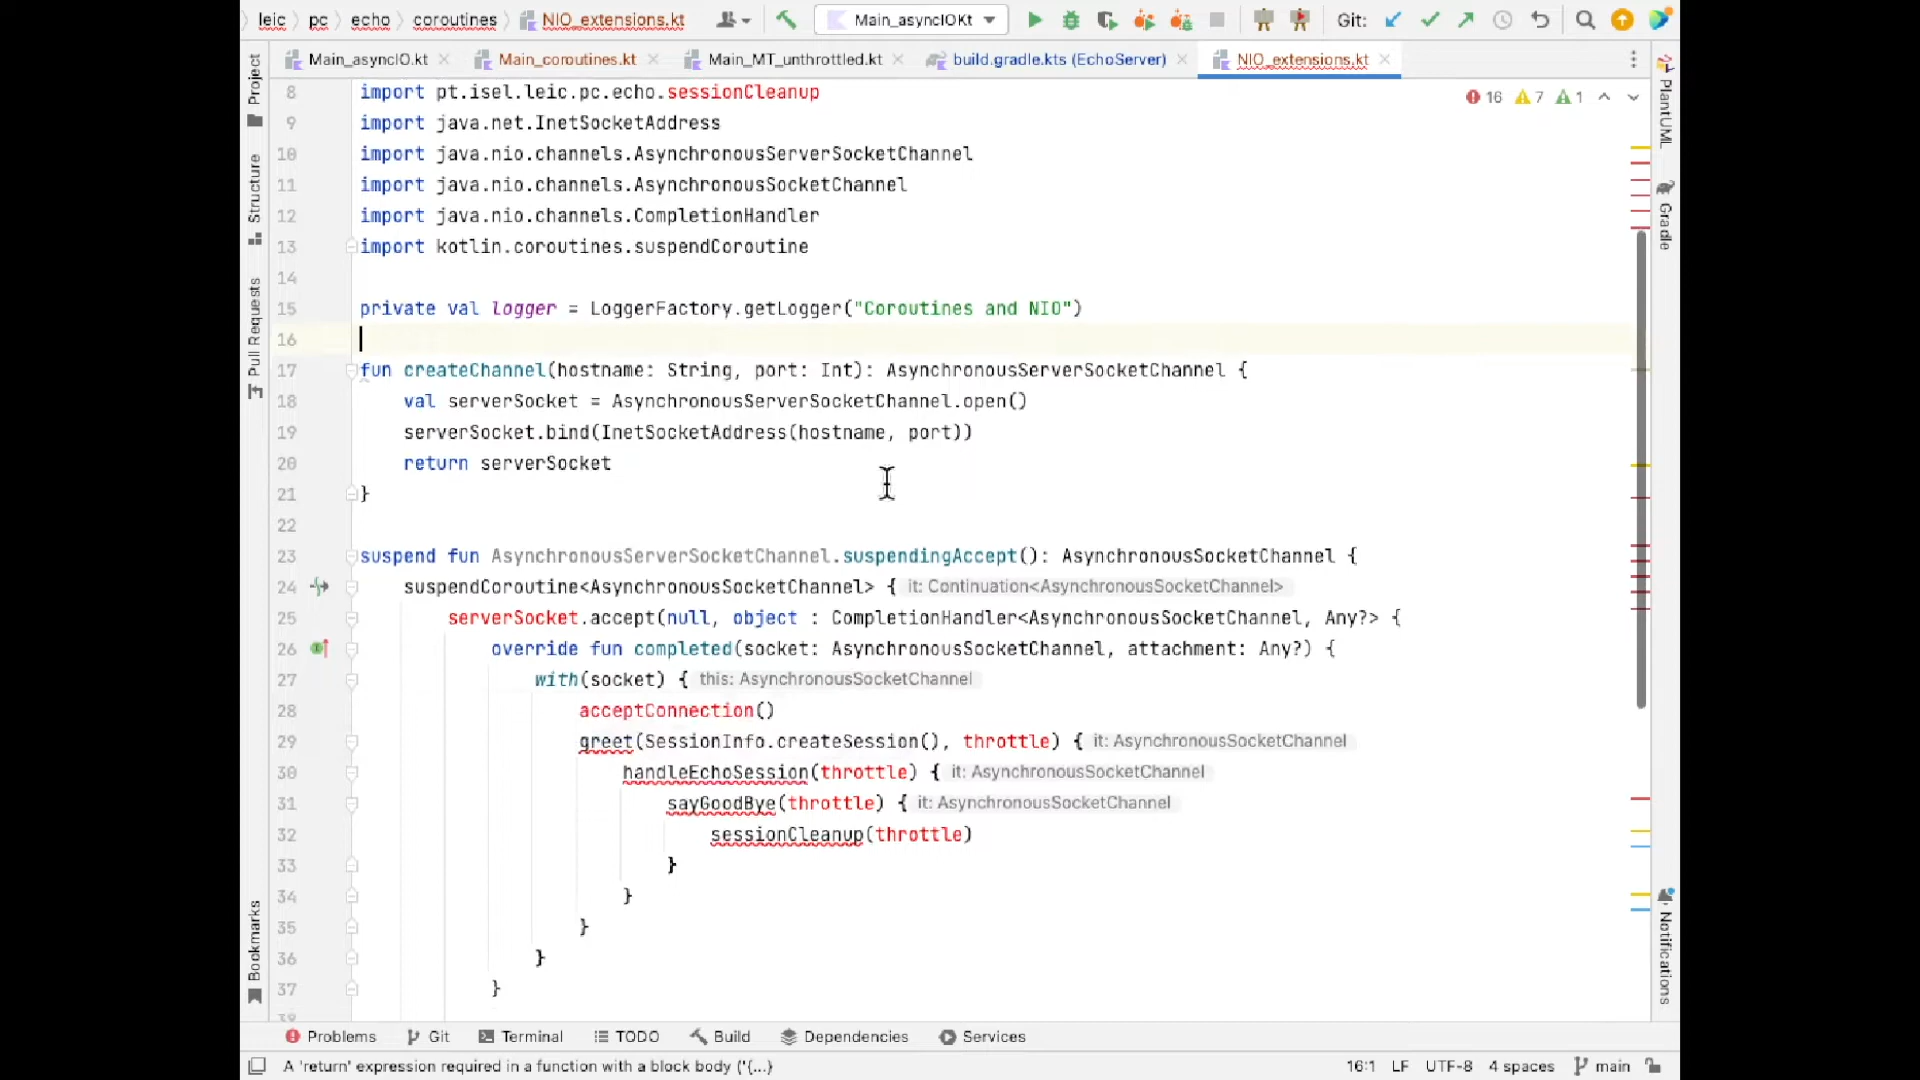 leic pc echo coroutines NIO_extensions.kt Main_asyncIOKt Git:
Main_asyncIO.kt Main_coroutines.kt Main_MT_unthrottled.kt build.gradle.kts (EchoServer) NIO_extensions.kt
Project
Structure
Pull Requests
Bookmarks
16 7 1
8 import pt.isel.leic.pc.echo.sessionCleanup
9 import java.net.InetSocketAddress
10 import java.nio.channels.AsynchronousServerSocketChannel
11 import java.nio.channels.AsynchronousSocketChannel
12 import java.nio.channels.CompletionHandler
13 import kotlin.coroutines.suspendCoroutine
14
15 private val logger = LoggerFactory.getLogger("Coroutines and NIO")
16
17 fun createChannel(hostname: String, port: Int): AsynchronousServerSocketChannel {
18 val serverSocket = AsynchronousServerSocketChannel.open()
19 serverSocket.bind(InetSocketAddress(hostname, port))
20 return serverSocket
21 }
22
23 suspend fun AsynchronousServerSocketChannel.suspendingAccept(): AsynchronousSocketChannel {
24 suspendCoroutine<AsynchronousSocketChannel> { it: Continuation<AsynchronousSocketChannel>
25 serverSocket.accept(null, object : CompletionHandler<AsynchronousSocketChannel, Any?> {
26 override fun completed(socket: AsynchronousSocketChannel, attachment: Any?) {
27 with(socket) { this: AsynchronousSocketChannel
28 acceptConnection()
29 greet(SessionInfo.createSession(), throttle) { it: AsynchronousSocketChannel
30 handleEchoSession(throttle) { it: AsynchronousSocketChannel
31 sayGoodBye(throttle) { it: AsynchronousSocketChannel
32 sessionCleanup(throttle)
33 }
34 }
35 }
36 }
37 }
38
PlantUML
Gradle
Notifications
Problems Git Terminal TODO Build Dependencies Services
A 'return' expression required in a function with a block body ('{...}) 16:1 LF UTF-8 4 spaces main